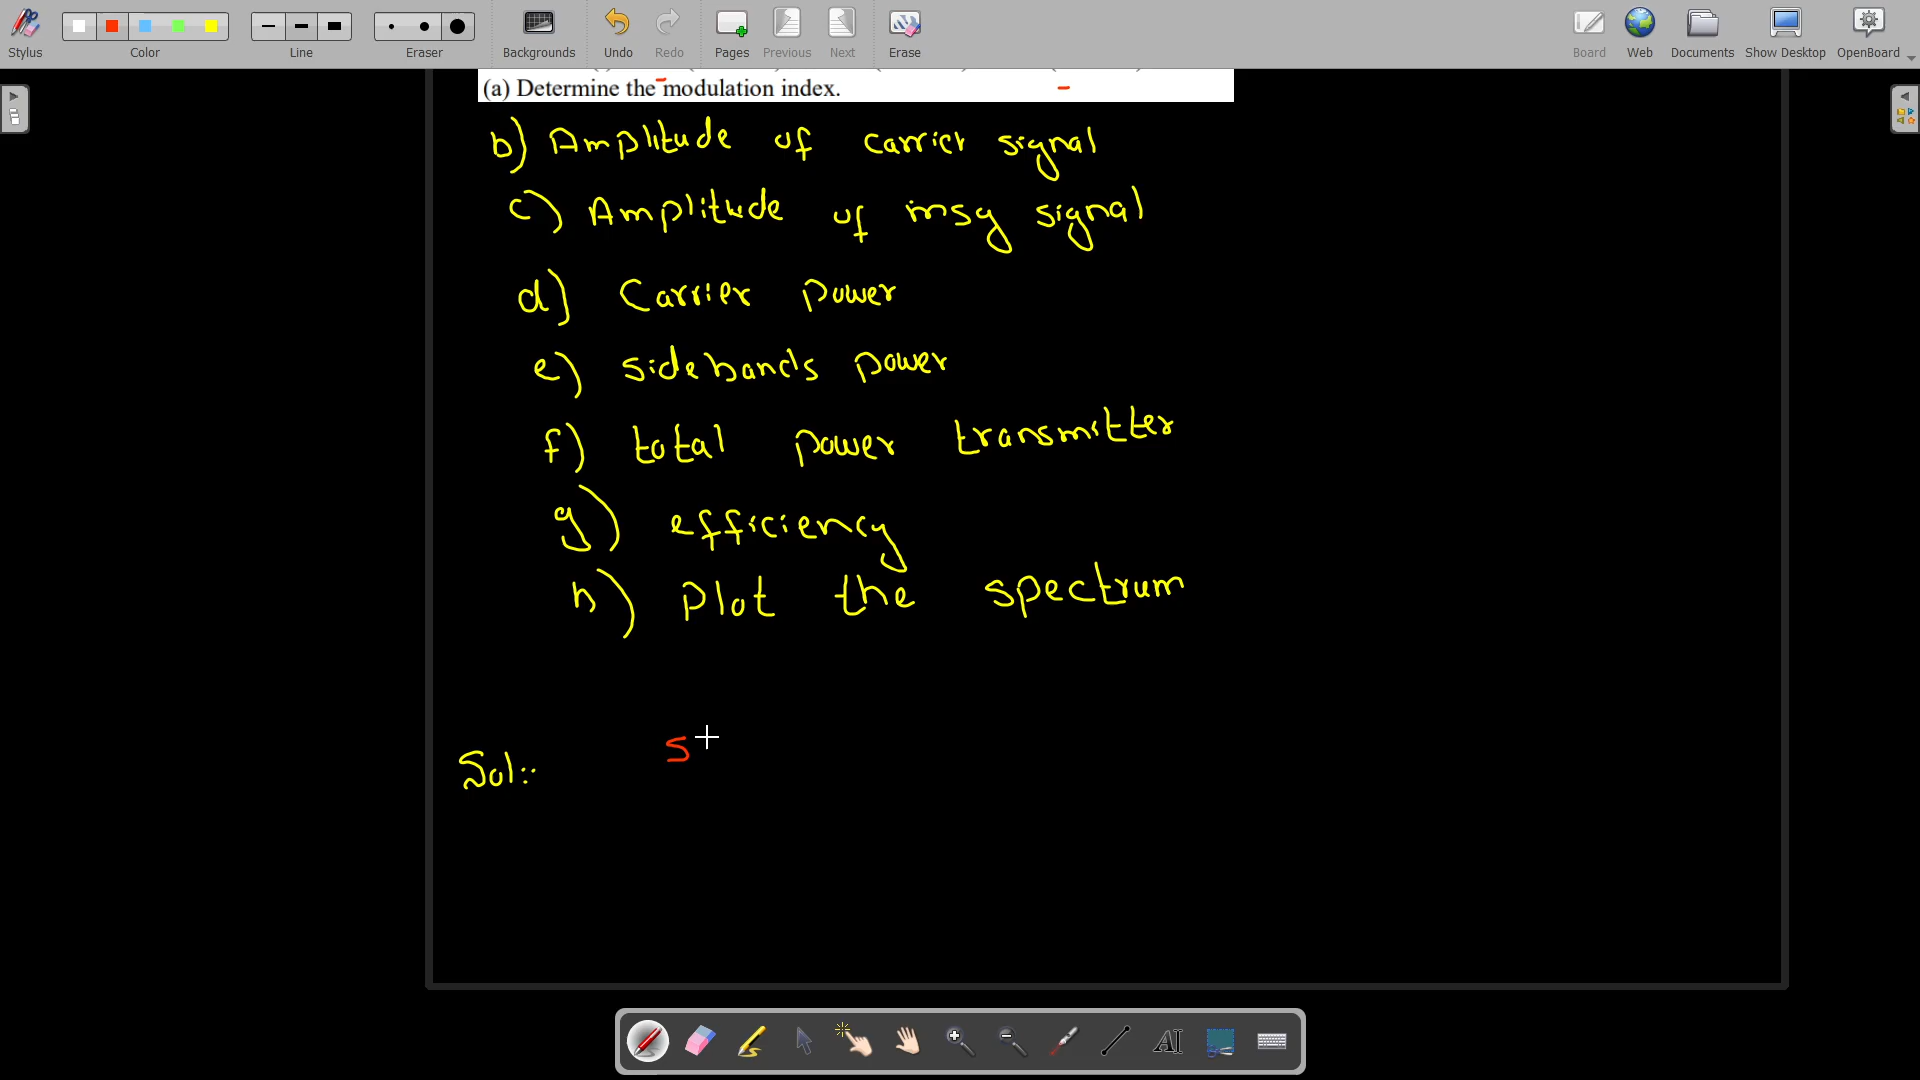 Stylus Color Line Eraser Backgrounds Undo Redo Pages Previous Next Erase Board Web Documents Show Desktop OpenBoard
(a) Determine the modulation index.
b) Amplitude of carrier signal
c) Amplitude of msg signal
d) Carrier power
e) sidebands power
f) total power transmitter
g) efficiency
h) Plot the spectrum
Sol:- S